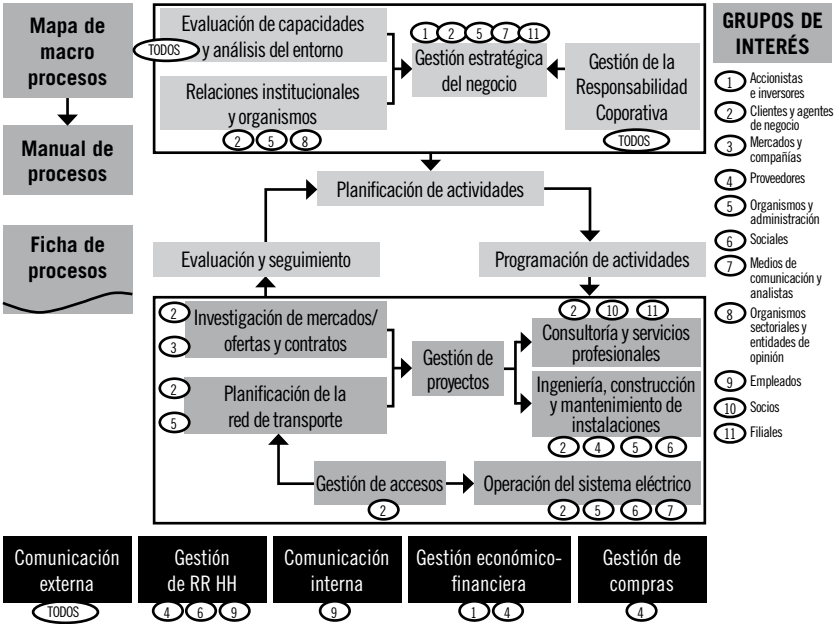 Mapa de
macro
procesos
Manual de
procesos
Ficha de
procesos
Evaluación de capacidades
y análisis del entorno
TODOS
Relaciones institucionales
y organismos
2 5 8
1 2 5 7 11
Gestión estratégica
del negocio
Gestión de la
Responsabilidad
Coporativa
TODOS
Planificación de actividades
Evaluación y seguimiento
Programación de actividades
2
3
Investigación de mercados/
ofertas y contratos
2
5
Planificación de la
red de transporte
Gestión de
proyectos
2 10 11
Consultoría y servicios
profesionales
Ingeniería, construcción
y mantenimiento de
instalaciones
2 4 5 6
Gestión de accesos
2
Operación del sistema eléctrico
2 5 6 7
GRUPOS DE
INTERÉS
1 Accionistas
e inversores
2 Clientes y agentes
de negocio
3 Mercados y
compañías
4 Proveedores
5 Organismos y
administración
6 Sociales
7 Medios de
comunicación y
analistas
8 Organismos
sectoriales y
entidades de
opinión
9 Empleados
10 Socios
11 Filiales
Comunicación
externa
TODOS
Gestión
de RR HH
4 6 9
Comunicación
interna
9
Gestión económico-
financiera
1 4
Gestión de
compras
4